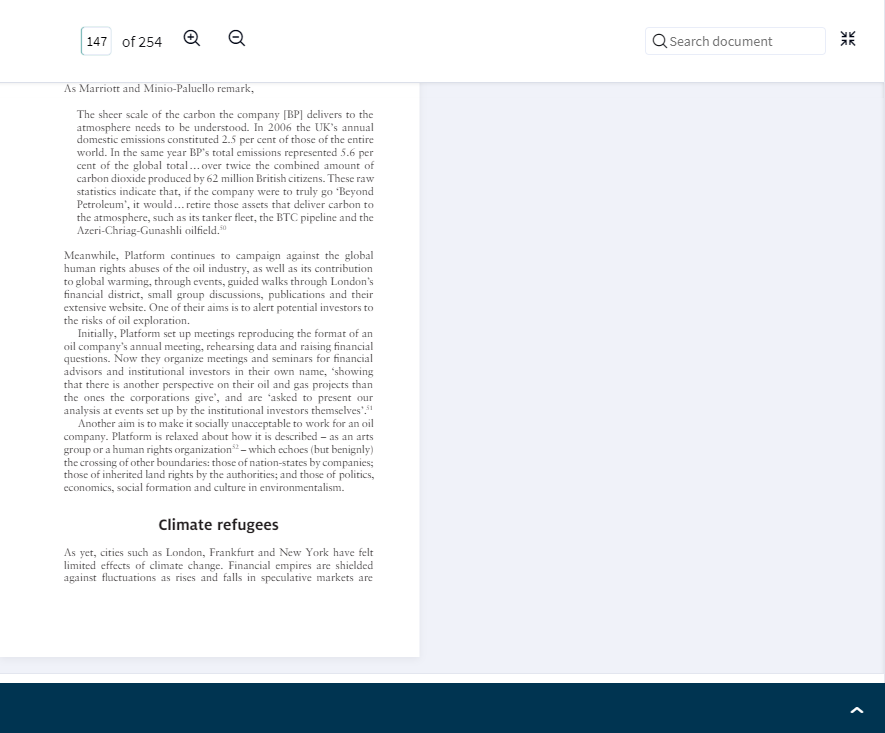 147 of 254
Search document
As Marriott and Minio-Paluello remark,
The sheer scale of the carbon the company [BP] delivers to the
atmosphere needs to be understood. In 2006 the UK’s annual
domestic emissions constituted 2.5 per cent of those of the entire
world. In the same year BP’s total emissions represented 5.6 per
cent of the global total … over twice the combined amount of
carbon dioxide produced by 62 million British citizens. These raw
statistics indicate that, if the company were to truly go ‘Beyond
Petroleum’, it would … retire those assets that deliver carbon to
the atmosphere, such as its tanker fleet, the BTC pipeline and the
Azeri-Chriag-Gunashli oilfield.50
Meanwhile, Platform continues to campaign against the global
human rights abuses of the oil industry, as well as its contribution
to global warming, through events, guided walks through London’s
financial district, small group discussions, publications and their
extensive website. One of their aims is to alert potential investors to
the risks of oil exploration.
Initially, Platform set up meetings reproducing the format of an
oil company’s annual meeting, rehearsing data and raising financial
questions. Now they organize meetings and seminars for financial
advisors and institutional investors in their own name, ‘showing
that there is another perspective on their oil and gas projects than
the ones the corporations give’, and are ‘asked to present our
analysis at events set up by the institutional investors themselves’.51
Another aim is to make it socially unacceptable to work for an oil
company. Platform is relaxed about how it is described – as an arts
group or a human rights organization52 – which echoes (but benignly)
the crossing of other boundaries: those of nation-states by companies;
those of inherited land rights by the authorities; and those of politics,
economics, social formation and culture in environmentalism.
Climate refugees
As yet, cities such as London, Frankfurt and New York have felt
limited effects of climate change. Financial empires are shielded
against fluctuations as rises and falls in speculative markets are